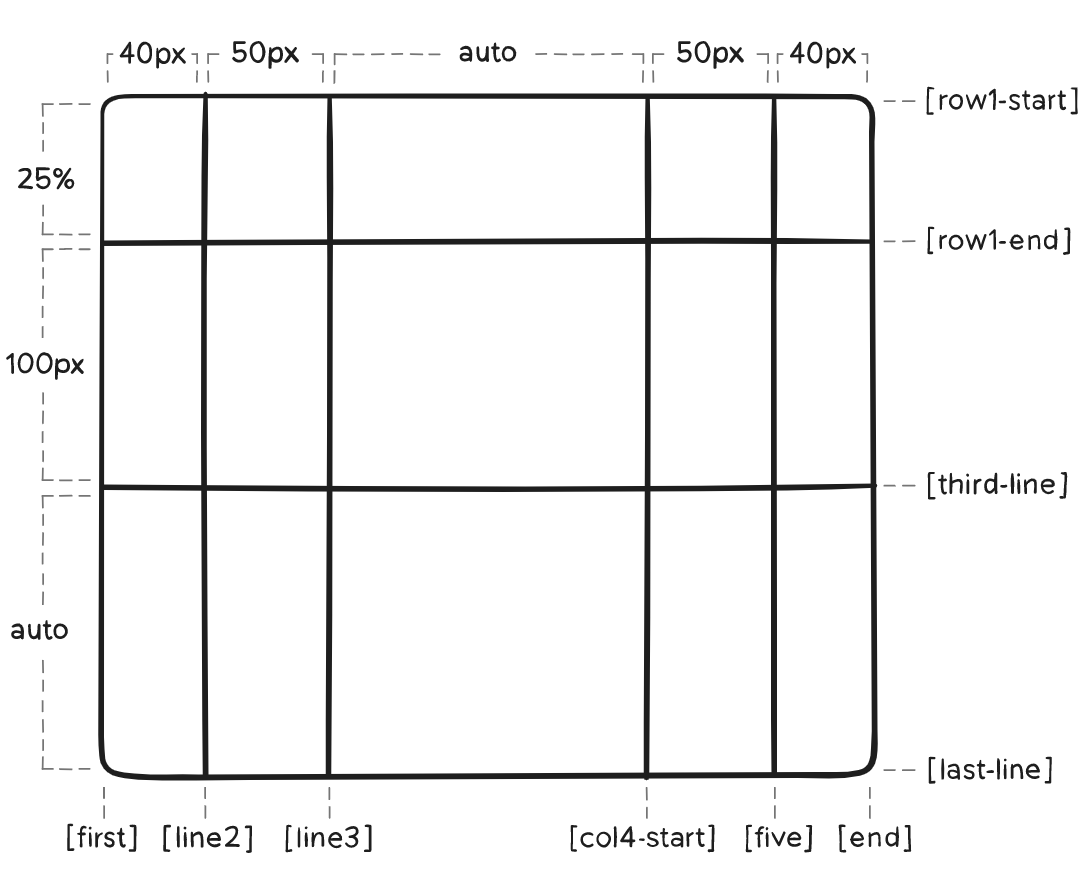 40px 50px auto 50px 40px
[row1-start]
25%
[row1-end]
100px
[third-line]
auto
[last-line]
[first] [line2] [line3] [col4-start] [five] [end]